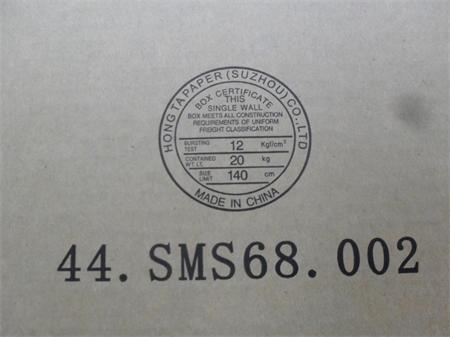 HONG TA PAPER (SUZHOU) CO.,LTD
BOX CERTIFICATE
THIS
SINGLE WALL
BOX MEETS ALL CONSTRUCTION
REQUIREMENTS OF UNIFORM
FREIGHT CLASSIFICATION
BURSTING TEST 12 Kgf/cm²
CONTAINED WT. LT. 20 kg
SIZE LIMIT 140 cm
MADE IN CHINA
44.SMS68.002